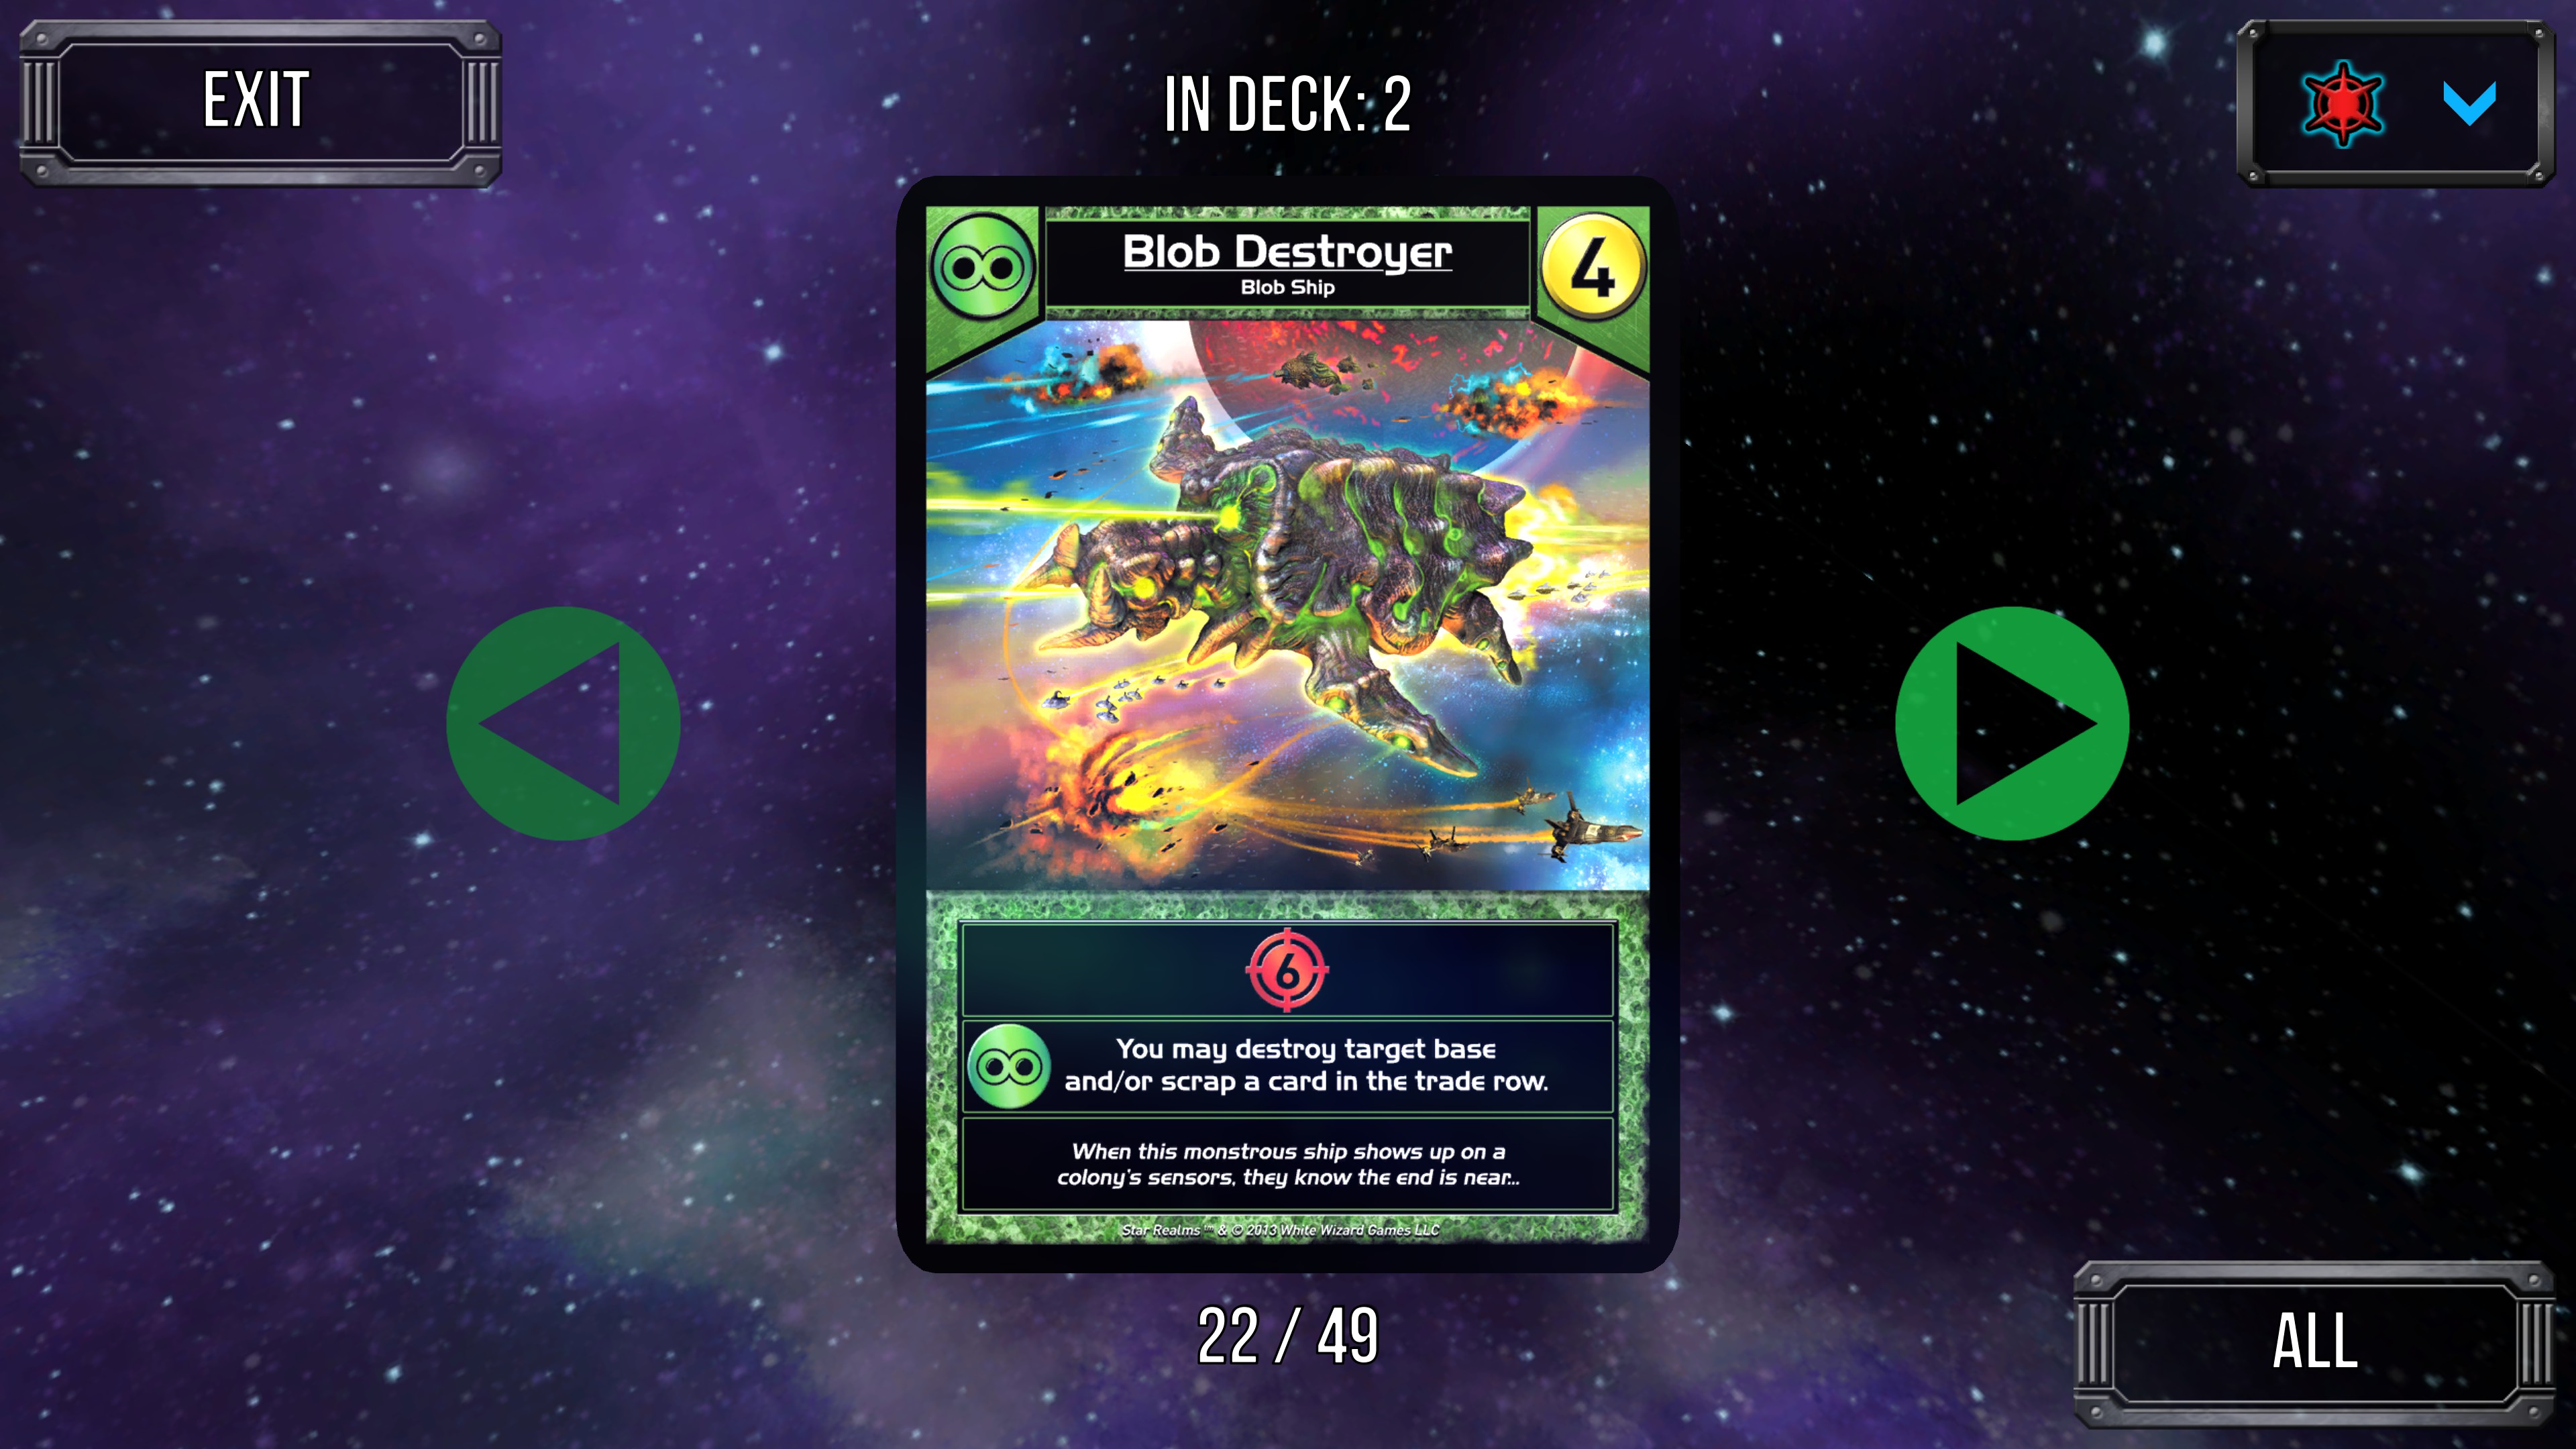 EXIT
IN DECK: 2
Blob Destroyer
Blob Ship
4
6
You may destroy target base
and/or scrap a card in the trade row.
When this monstrous ship shows up on a
colony's sensors, they know the end is near...
Star Realms ™ & © 2013 White Wizard Games LLC
22 / 49
ALL